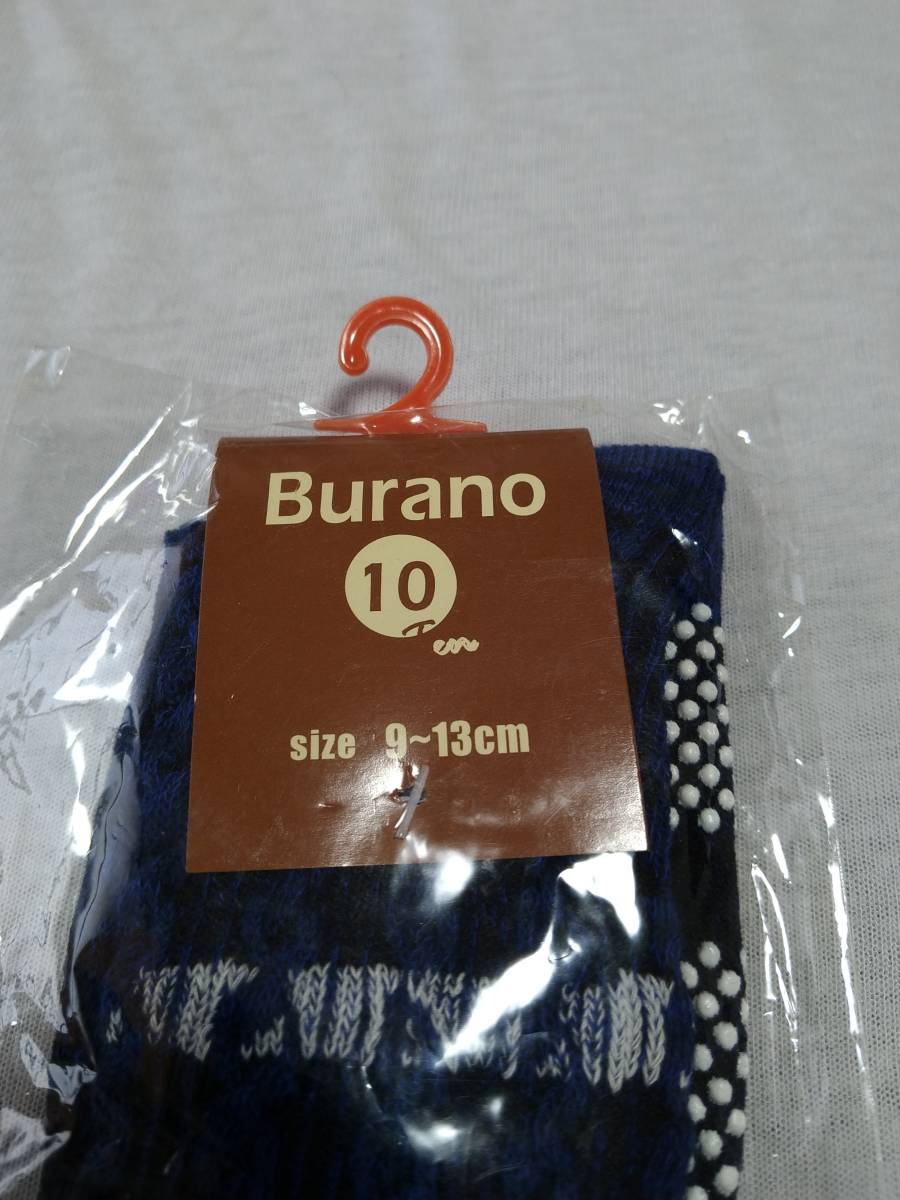 Burano
10
Ten
size 9~13cm